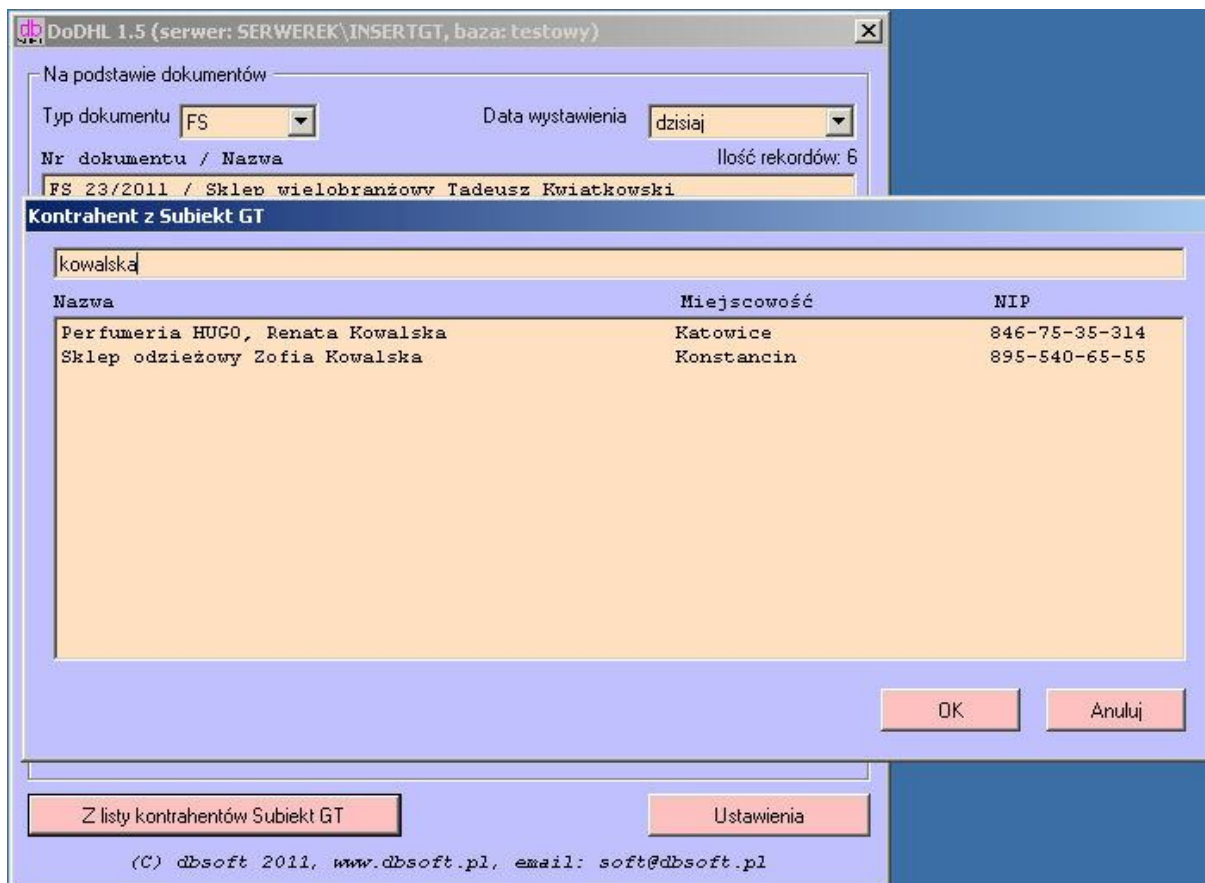 DoDHL 1.5 (serwer: SERWEREK\INSERTGT, baza: testowy)
Na podstawie dokumentów
Typ dokumentu FS Data wystawienia dzisiaj
Nr dokumentu / Nazwa Ilość rekordów: 6
FS 23/2011 / Sklep wielobranżowy Tadeusz Kwiatkowski
Kontrahent z Subiekt GT
kowalska
Nazwa Miejscowość NIP
Perfumeria HUGO, Renata Kowalska Katowice 846-75-35-314
Sklep odzieżowy Zofia Kowalska Konstancin 895-540-65-55
OK Anuluj
Z listy kontrahentów Subiekt GT Ustawienia
(C) dbsoft 2011, www.dbsoft.pl, email: soft@dbsoft.pl